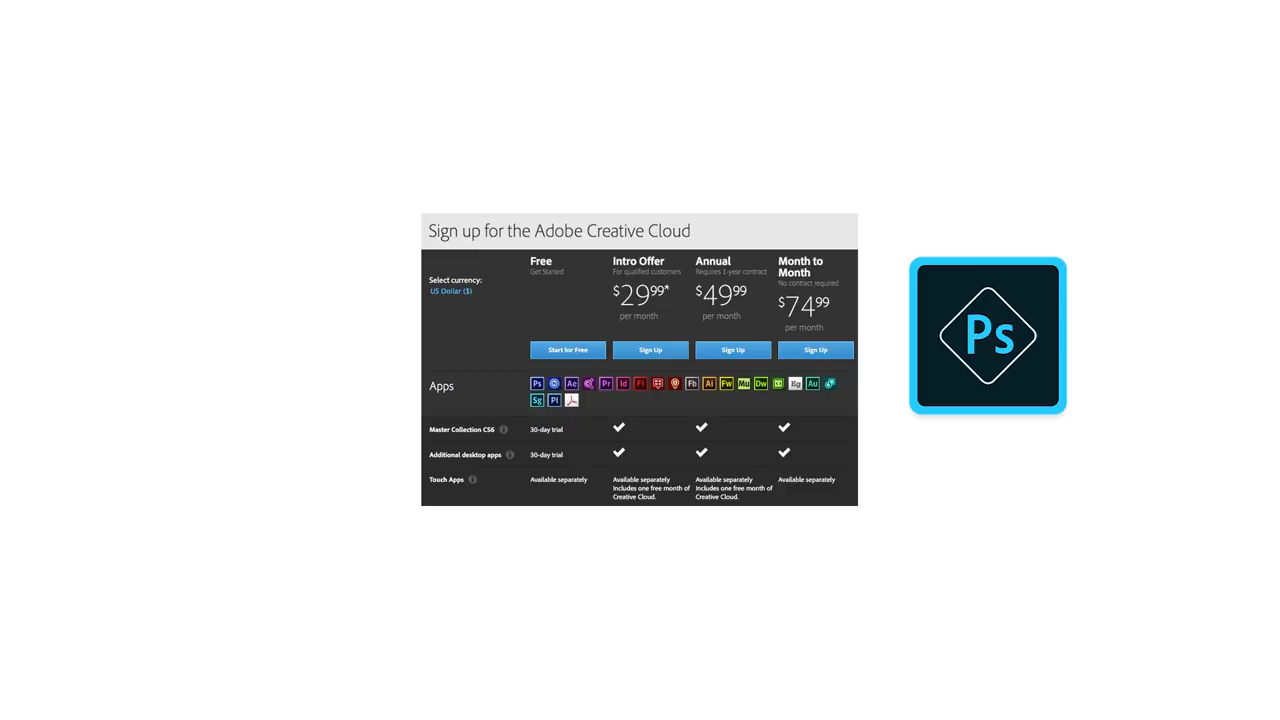 Sign up for the Adobe Creative Cloud
Select currency:
US Dollar ($)
Free
Get Started
Intro Offer
For qualified customers
$29.99*
per month
Annual
Requires 1-year contract
$49.99
per month
Month to
Month
No contract required
$74.99
per month
Start for Free
Sign Up
Sign Up
Sign Up
Apps
Ps Ae Pr Id Fl Fb Ai Fw Mu Dw Eg Au
Sg Pl
Master Collection CS6 30-day trial
Additional desktop apps 30-day trial
Touch Apps
Available separately
Available separately
Includes one free month of
Creative Cloud.
Available separately
Includes one free month of
Creative Cloud.
Available separately
Ps